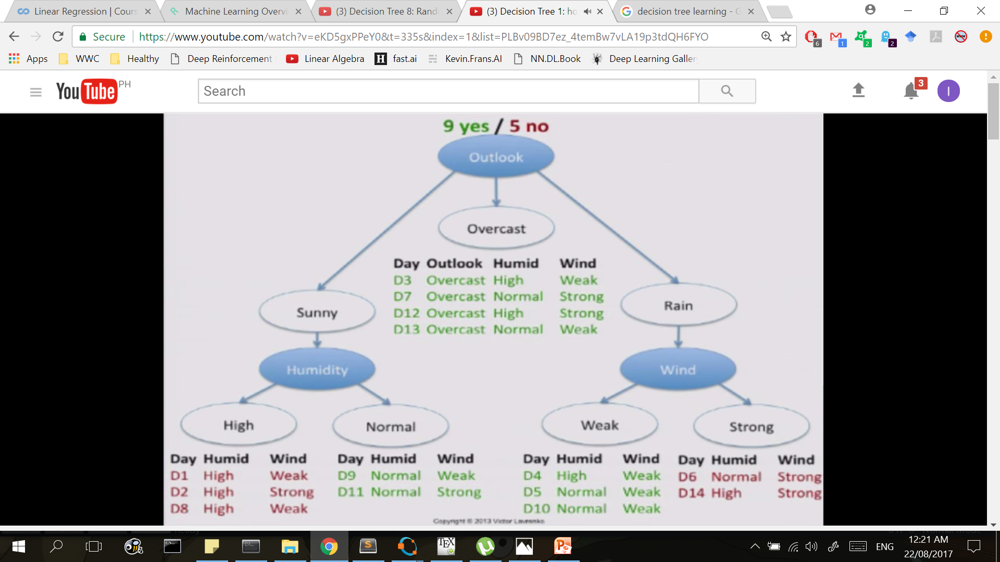 Linear Regression | Cours
Machine Learning Overvi
(3) Decision Tree 8: Rand
(3) Decision Tree 1: ho
decision tree learning - G
Secure
https://www.youtube.com/watch?v=eKD5gxPPeY0&t=335s&index=1&list=PLBv09BD7ez_4temBw7vLA19p3tdQH6FYO
6
1
2
2
Apps WWC Healthy Deep Reinforcement Linear Algebra H fast.ai Kevin.Frans.AI NN.DL.Book Deep Learning Galler
YouTube PH
Search
3
I
9 yes / 5 no
Outlook
Overcast
Day Outlook Humid Wind
D3 Overcast High Weak
D7 Overcast Normal Strong
D12 Overcast High Strong
D13 Overcast Normal Weak
Sunny
Rain
Humidity
Wind
High
Normal
Weak
Strong
Day Humid Wind
D1 High Weak
D2 High Strong
D8 High Weak
Day Humid Wind
D9 Normal Weak
D11 Normal Strong
Day Humid Wind
D4 High Weak
D5 Normal Weak
D10 Normal Weak
Day Humid Wind
D6 Normal Strong
D14 High Strong
Copyright © 2013 Victor Lavrenko
ENG
12:21 AM
22/08/2017